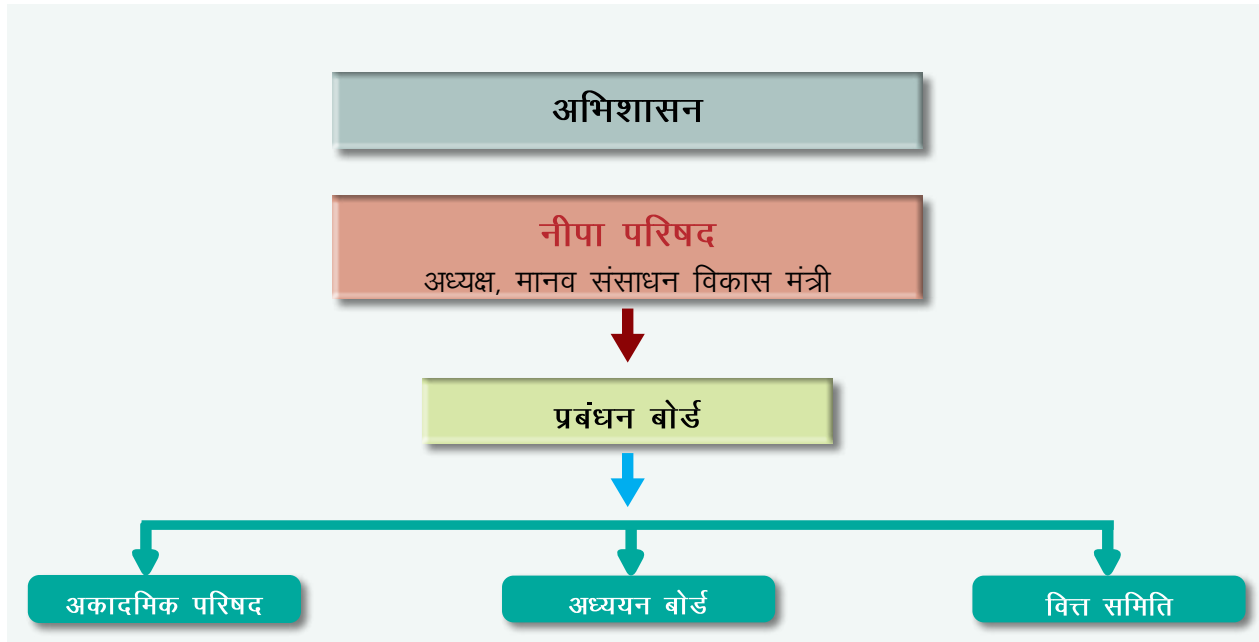 अभिशासन
नीपा परिषद
अध्यक्ष, मानव संसाधन विकास मंत्री
प्रबंधन बोर्ड
अकादमिक परिषद
अध्ययन बोर्ड
वित्त समिति